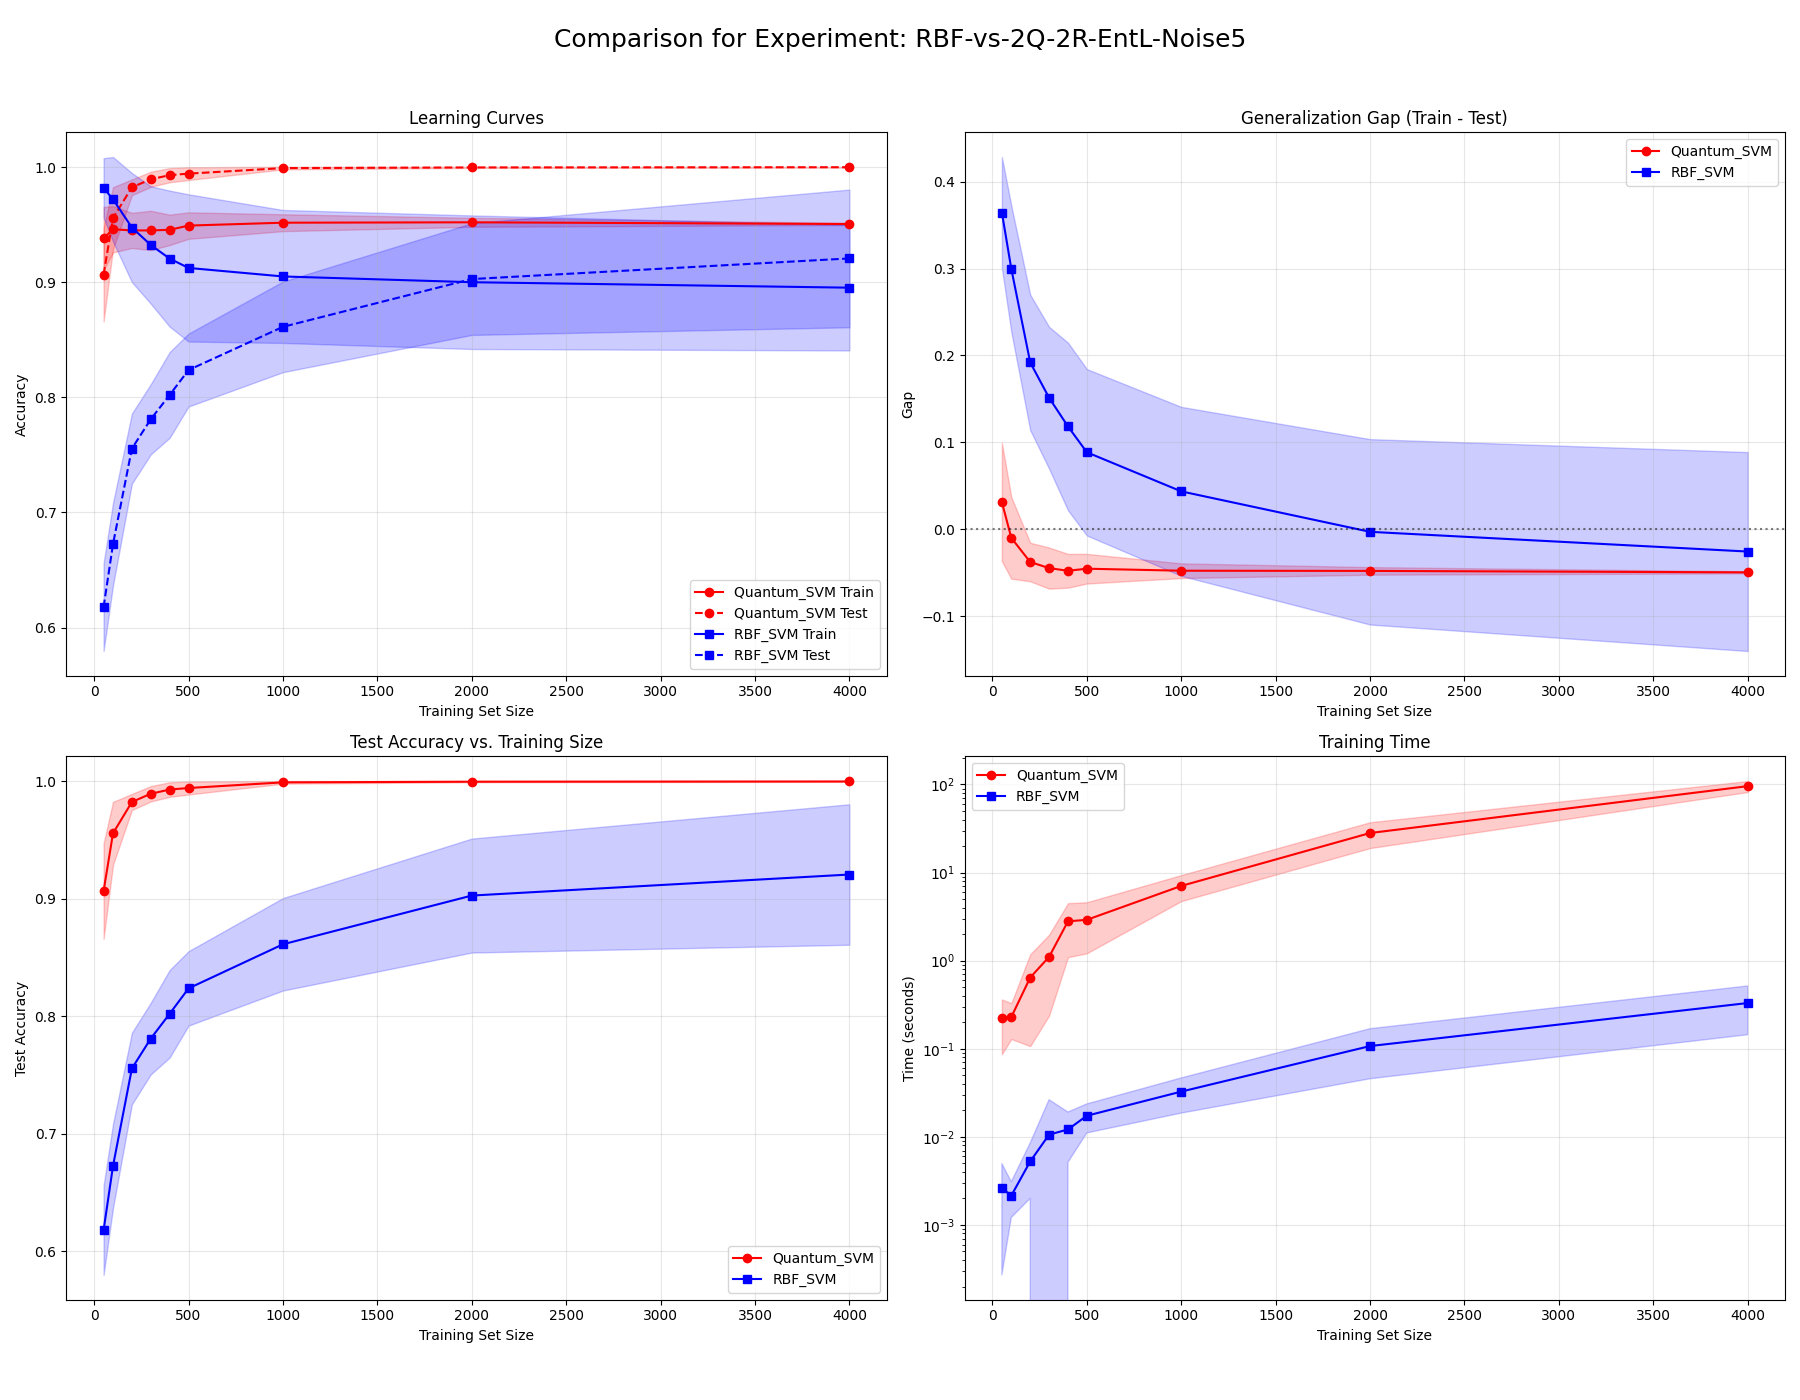 Comparison for Experiment: RBF-vs-2Q-2R-EntL-Noise5
Learning Curves
1.0
0.9
0.8
0.7
0.6
Accuracy
0
500
1000
1500
2000
2500
3000
3500
4000
Training Set Size
Quantum_SVM Train
Quantum_SVM Test
RBF_SVM Train
RBF_SVM Test
Generalization Gap (Train - Test)
0.4
0.3
0.2
0.1
0.0
−0.1
Gap
0
500
1000
1500
2000
2500
3000
3500
4000
Training Set Size
Quantum_SVM
RBF_SVM
Test Accuracy vs. Training Size
1.0
0.9
0.8
0.7
0.6
Test Accuracy
0
500
1000
1500
2000
2500
3000
3500
4000
Training Set Size
Quantum_SVM
RBF_SVM
Training Time
10²
10¹
10⁰
10⁻¹
10⁻²
10⁻³
Time (seconds)
0
500
1000
1500
2000
2500
3000
3500
4000
Training Set Size
Quantum_SVM
RBF_SVM